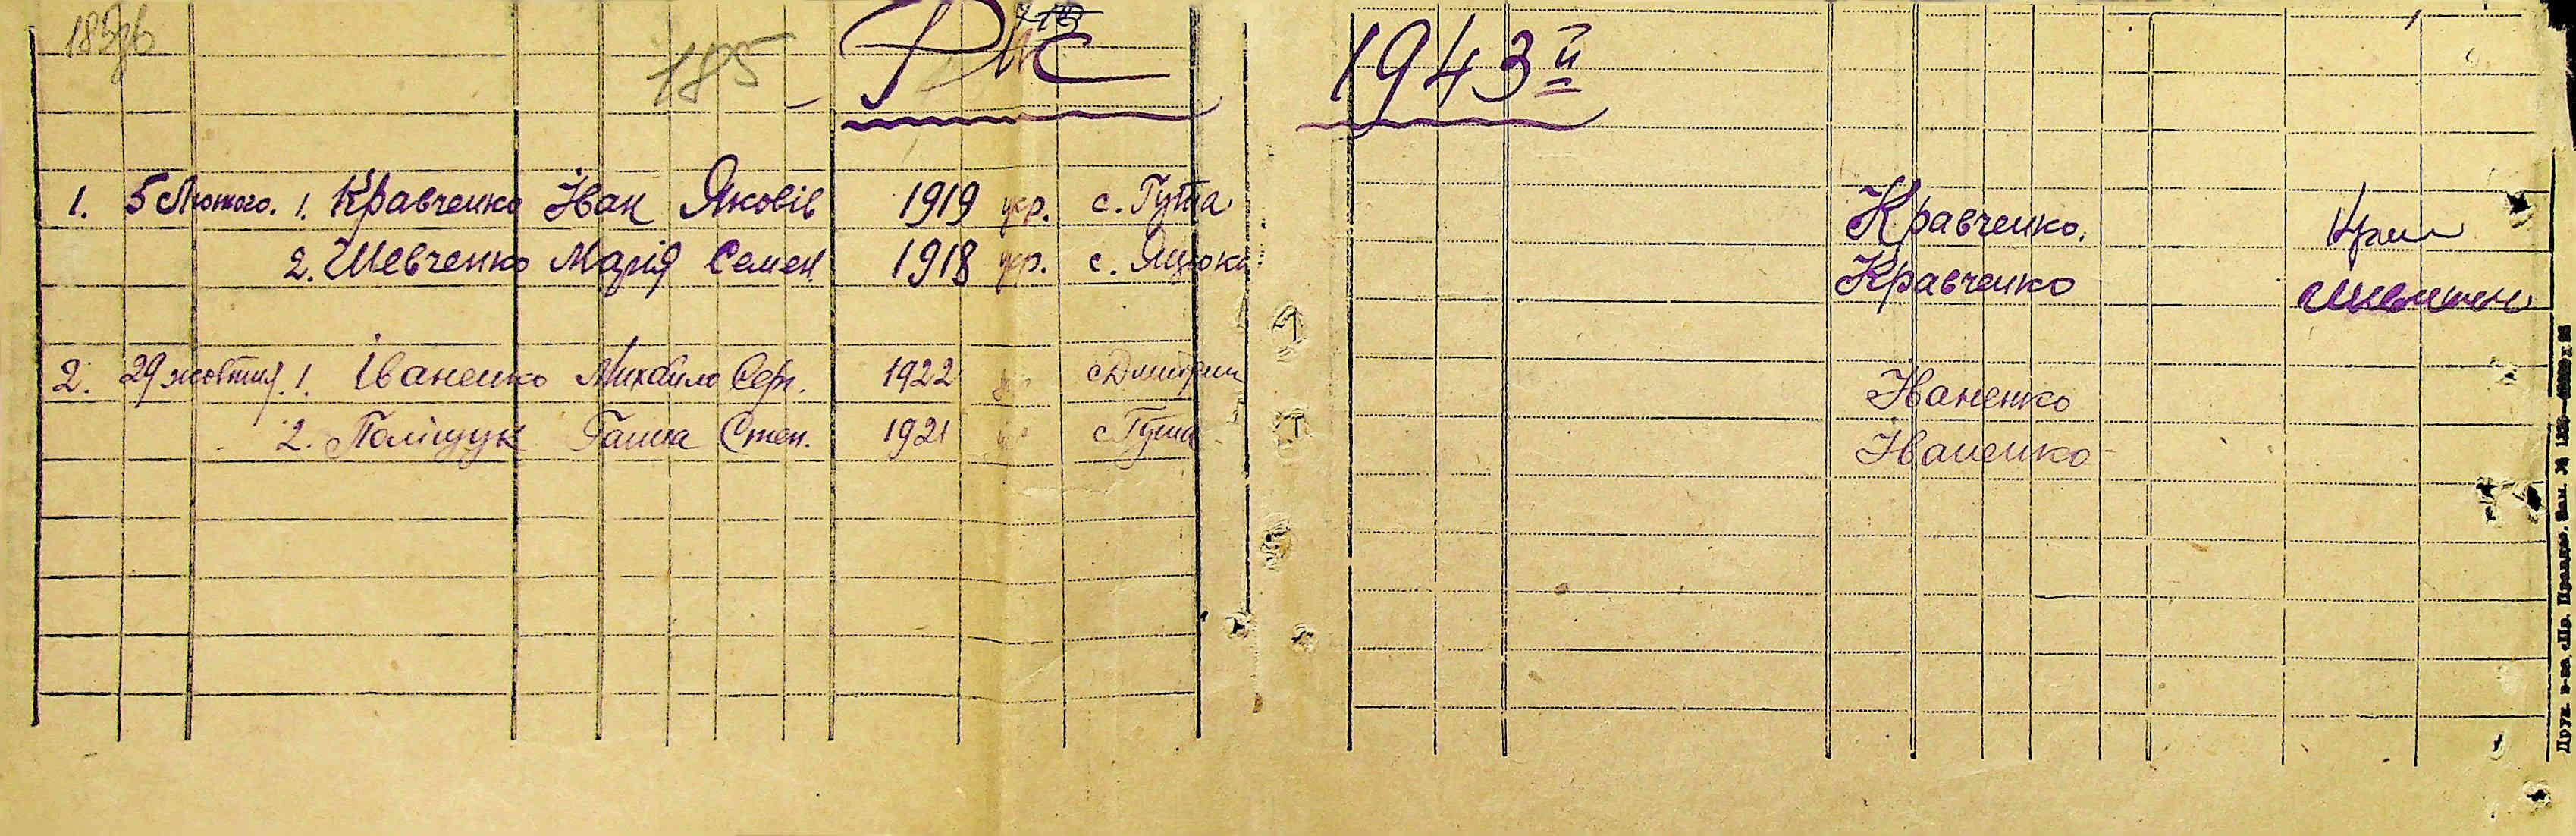 185зв
185 Рік 1943й
1. 5 Лютого. 1. Кравченко Іван Яковів 1919 укр. с. Гута Кравченко.
2. Шевченко Марія Семен. 1918 укр. с. Яцюки Кравченко
2. 29 жовтня. 1. Іваненко Михайло Серг. 1922 Іваненко
2. Поліщук Ганна Степ. 1921 с Гута Іваненко